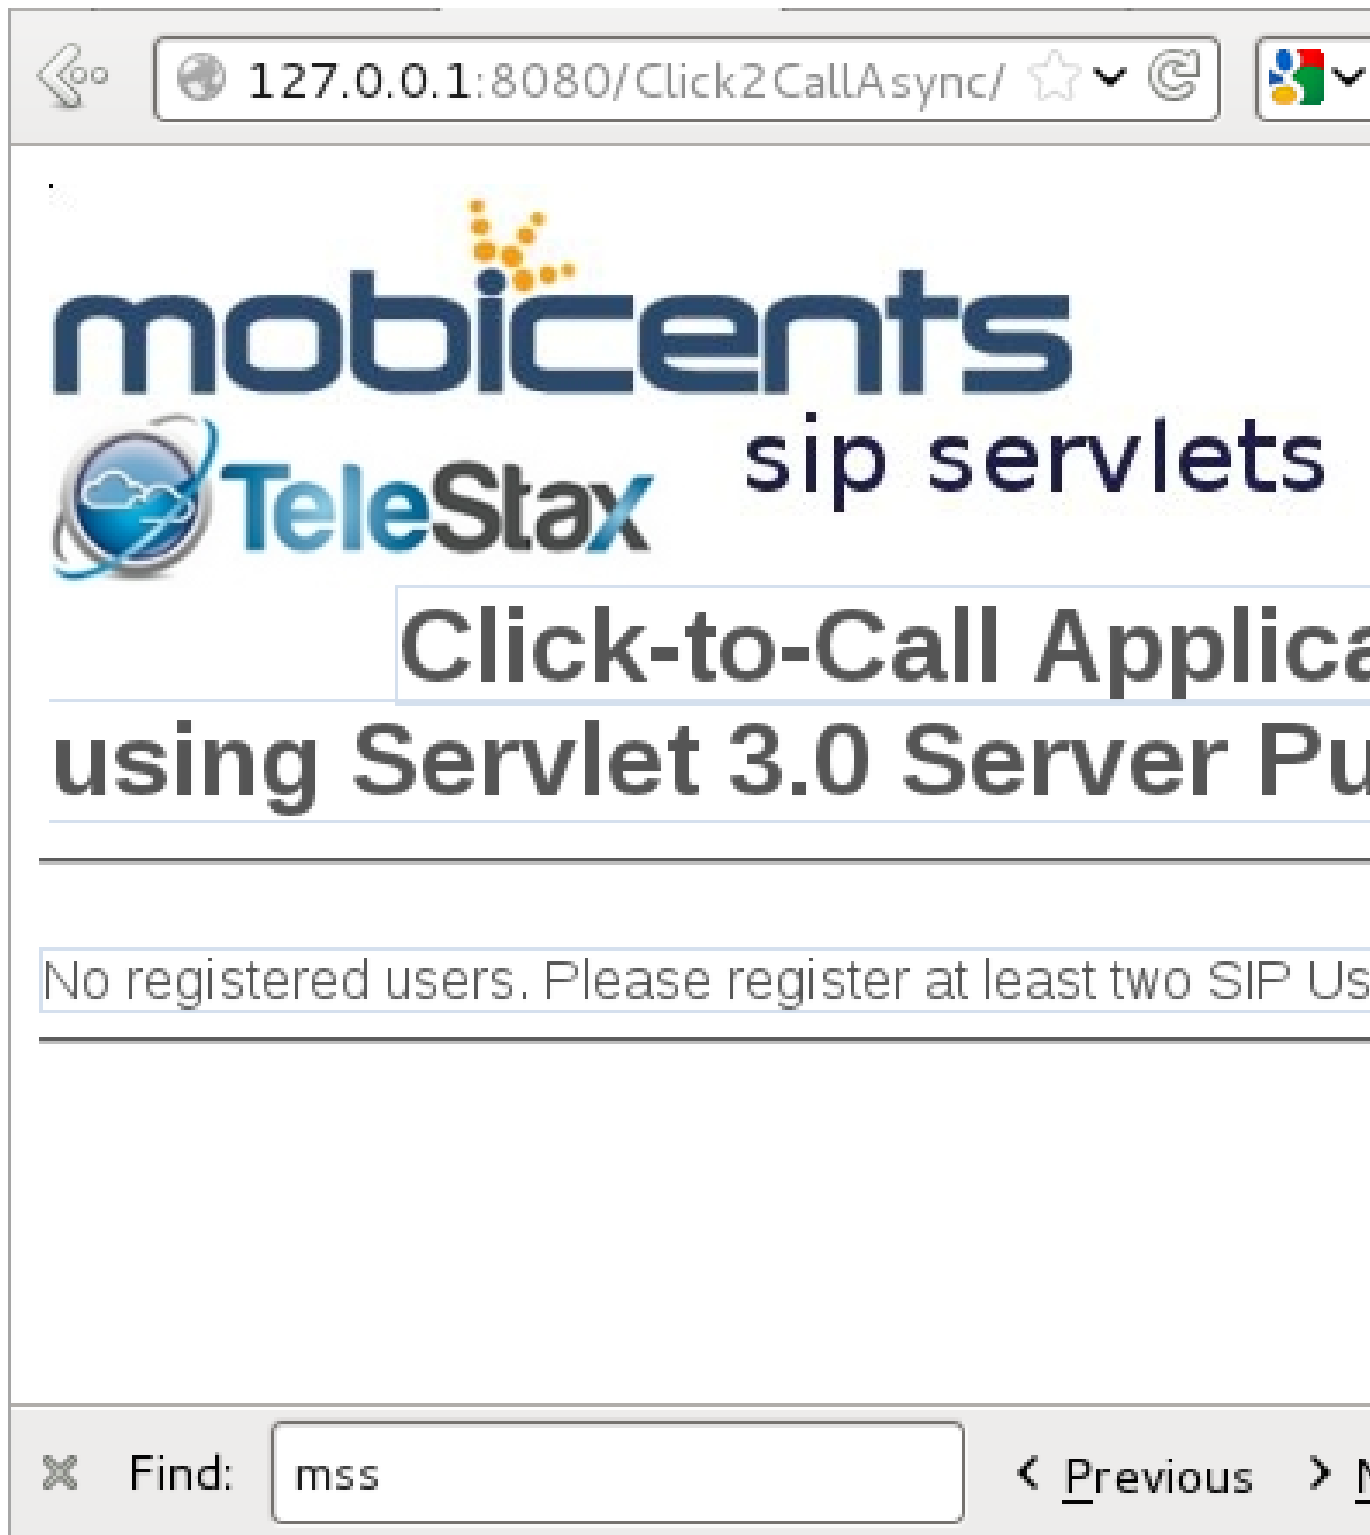 127.0.0.1:8080/Click2CallAsync/
mobicents
sip servlets
TeleStax
Click-to-Call Applica
using Servlet 3.0 Server Pu
No registered users. Please register at least two SIP Us
Find: mss Previous